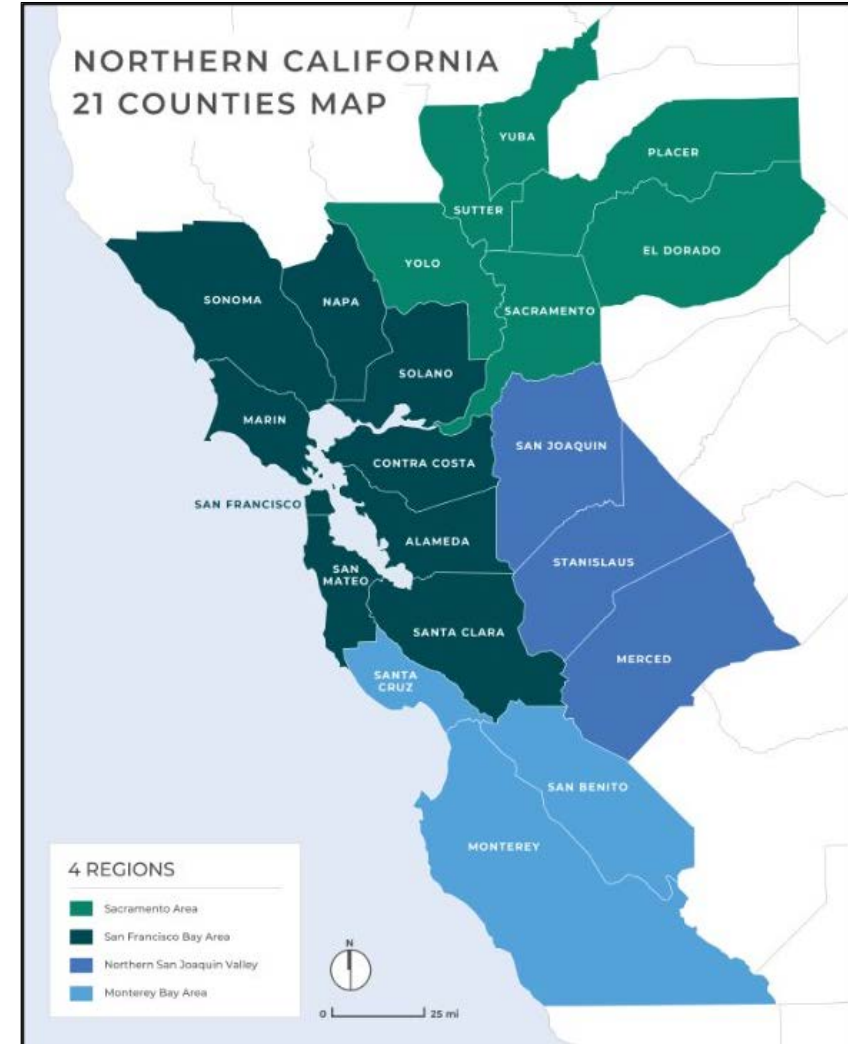 NORTHERN CALIFORNIA
21 COUNTIES MAP
YUBA
PLACER
SUTTER
EL DORADO
YOLO
SONOMA
NAPA
SACRAMENTO
SOLANO
MARIN
SAN JOAQUIN
CONTRA COSTA
SAN FRANCISCO
ALAMEDA
STANISLAUS
SAN
MATEO
SANTA CLARA
MERCED
SANTA
CRUZ
SAN BENITO
MONTEREY
4 REGIONS
Sacramento Area
San Francisco Bay Area
Northern San Joaquin Valley
Monterey Bay Area
N
0 25 mi